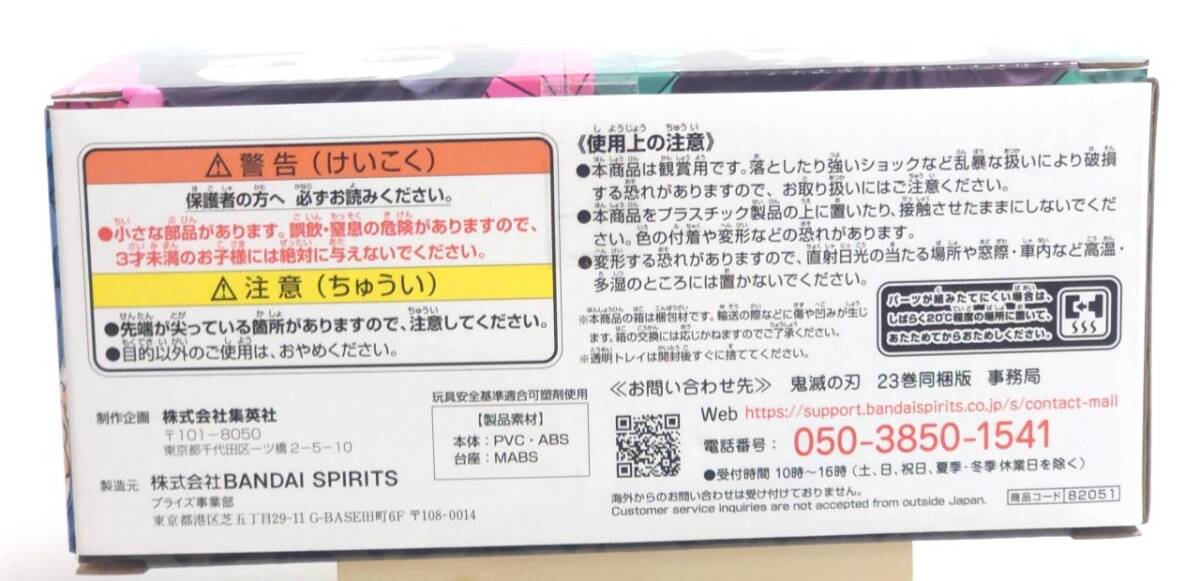 ⚠警告(けいこく)
保護者の方へ 必ずお読みください。
●小さな部品があります。誤飲・窒息の危険がありますので、
3才未満のお子様には絶対に与えないでください。
⚠注意(ちゅうい)
●先端が尖っている箇所がありますので、注意してください。
●目的以外のご使用は、おやめください。
制作企画 株式会社集英社
〒101-8050
東京都千代田区一ツ橋2-5-10
製造元 株式会社BANDAI SPIRITS
プライズ事業部
東京都港区芝五丁目29-11 G-BASE田町6F 〒108-0014
玩具安全基準適合可塑剤使用
【製品素材】
本体:PVC・ABS
台座:MABS
《使用上の注意》
●本商品は観賞用です。落としたり強いショックなど乱暴な扱いにより破損
する恐れがありますので、お取り扱いにはご注意ください。
●本商品をプラスチック製品の上に置いたり、接触させたままにしないでくだ
さい。色の付着や変形などの恐れがあります。
●変形する恐れがありますので、直射日光の当たる場所や窓際・車内など高温・
多湿のところには置かないでください。
※本商品の箱は梱包材です。輸送の際などに傷や凹みが生じ
ます。箱の交換には応じかねますのでご了承ください。
※透明トレイは開封後すぐに捨ててください。
パーツが組みたてにくい場合は、
しばらく20℃程度の場所に置いて、
あたためてからおためしください。
≪お問い合わせ先≫ 鬼滅の刃 23巻同梱版 事務局
Web https://support.bandaispirits.co.jp/s/contact-mail
電話番号: 050-3850-1541
●受付時間 10時~16時(土、日、祝日、夏季・冬季休業日を除く)
海外からのお問い合わせは受け付けておりません。
Customer service inquiries are not accepted from outside Japan.
商品コード 82051